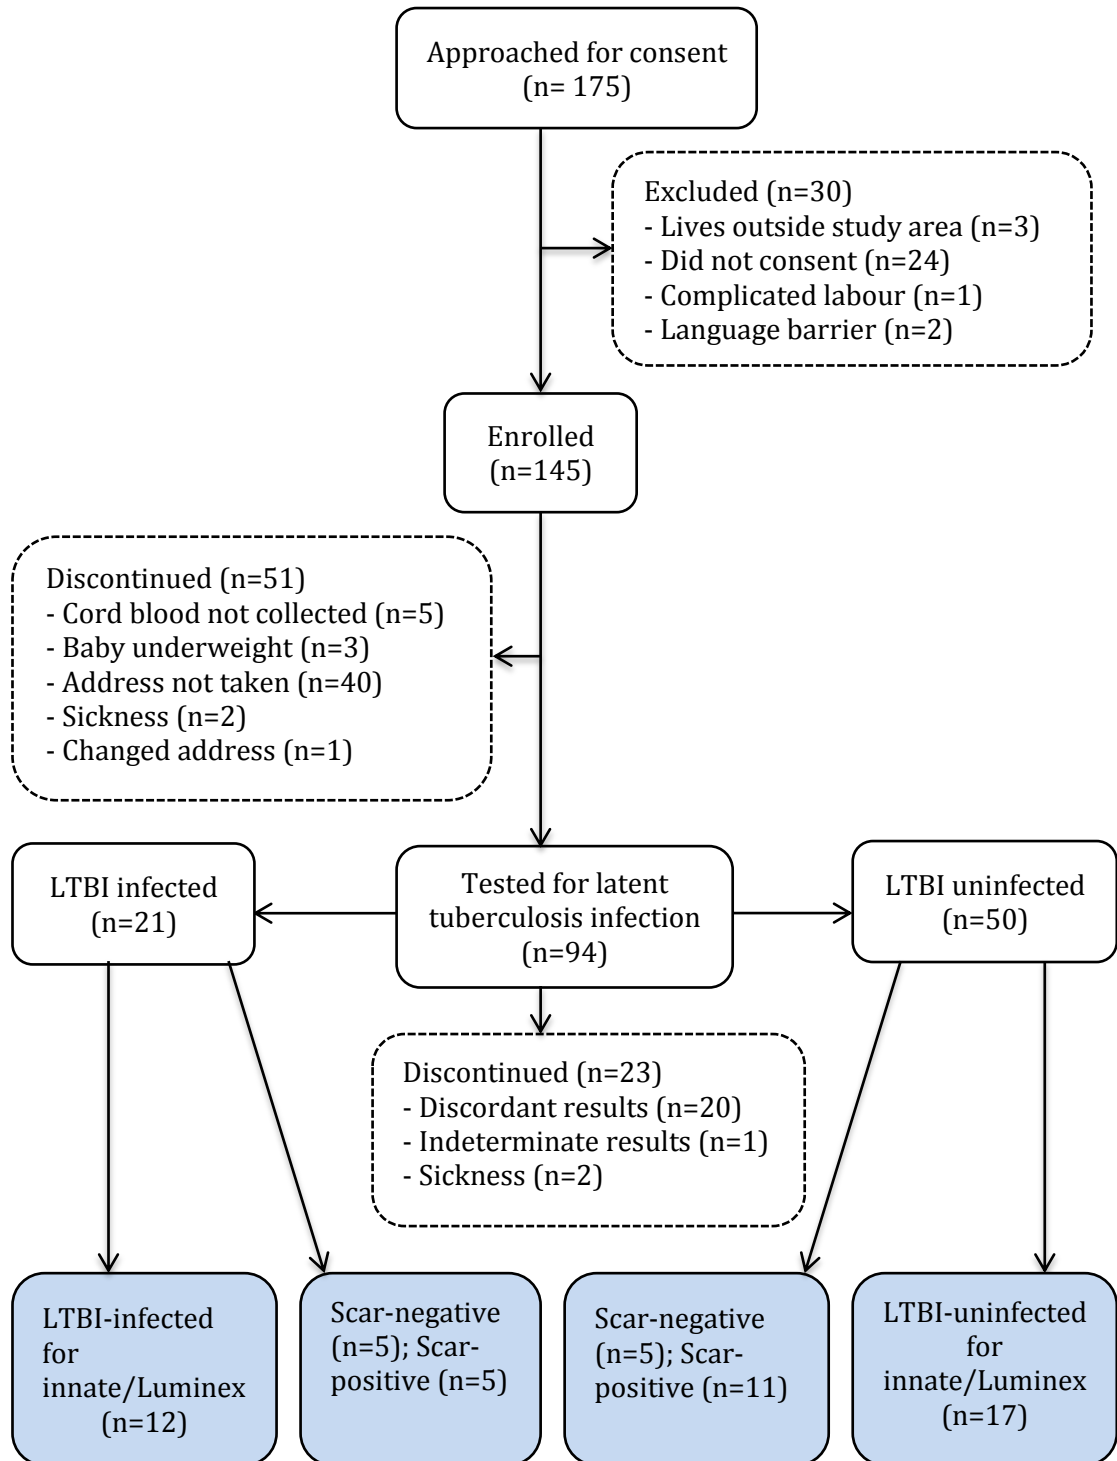 Approached for consent
(n= 175)
Excluded (n=30)
- Lives outside study area (n=3)
- Did not consent (n=24)
- Complicated labour (n=1)
- Language barrier (n=2)
Enrolled
(n=145)
Discontinued (n=51)
- Cord blood not collected (n=5)
- Baby underweight (n=3)
- Address not taken (n=40)
- Sickness (n=2)
- Changed address (n=1)
LTBI infected
(n=21)
Tested for latent
tuberculosis infection
(n=94)
LTBI uninfected
(n=50)
Discontinued (n=23)
- Discordant results (n=20)
- Indeterminate results (n=1)
- Sickness (n=2)
LTBI-infected
for
innate/Luminex
(n=12)
Scar-negative
(n=5); Scar-
positive (n=5)
Scar-negative
(n=5); Scar-
positive (n=11)
LTBI-uninfected
for
innate/Luminex
(n=17)